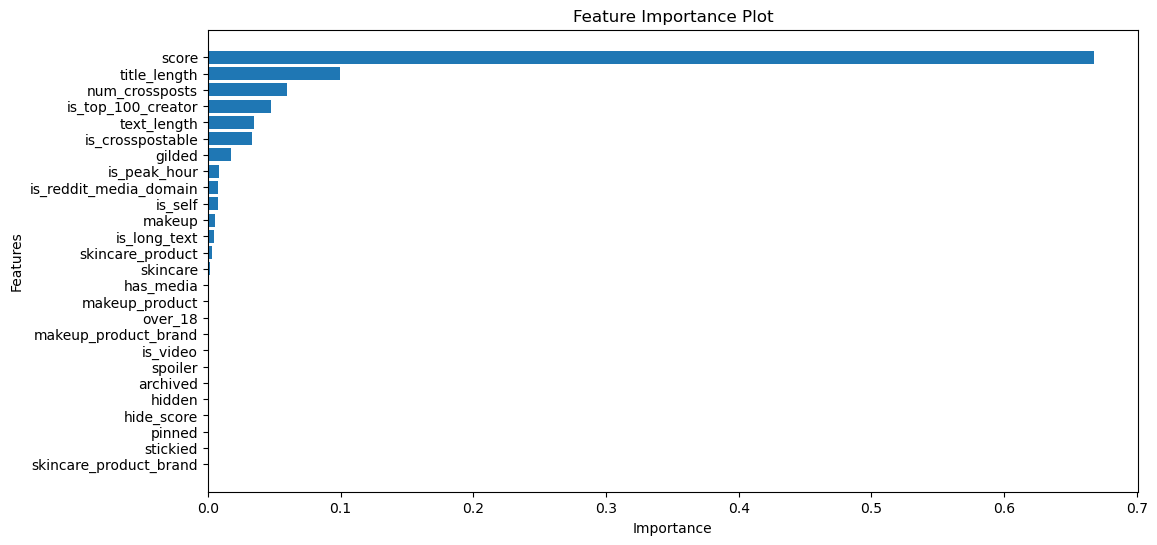 Feature Importance Plot
Features
score
title_length
num_crossposts
is_top_100_creator
text_length
is_crosspostable
gilded
is_peak_hour
is_reddit_media_domain
is_self
makeup
is_long_text
skincare_product
skincare
has_media
makeup_product
over_18
makeup_product_brand
is_video
spoiler
archived
hidden
hide_score
pinned
stickied
skincare_product_brand
0.0 0.1 0.2 0.3 0.4 0.5 0.6 0.7
Importance